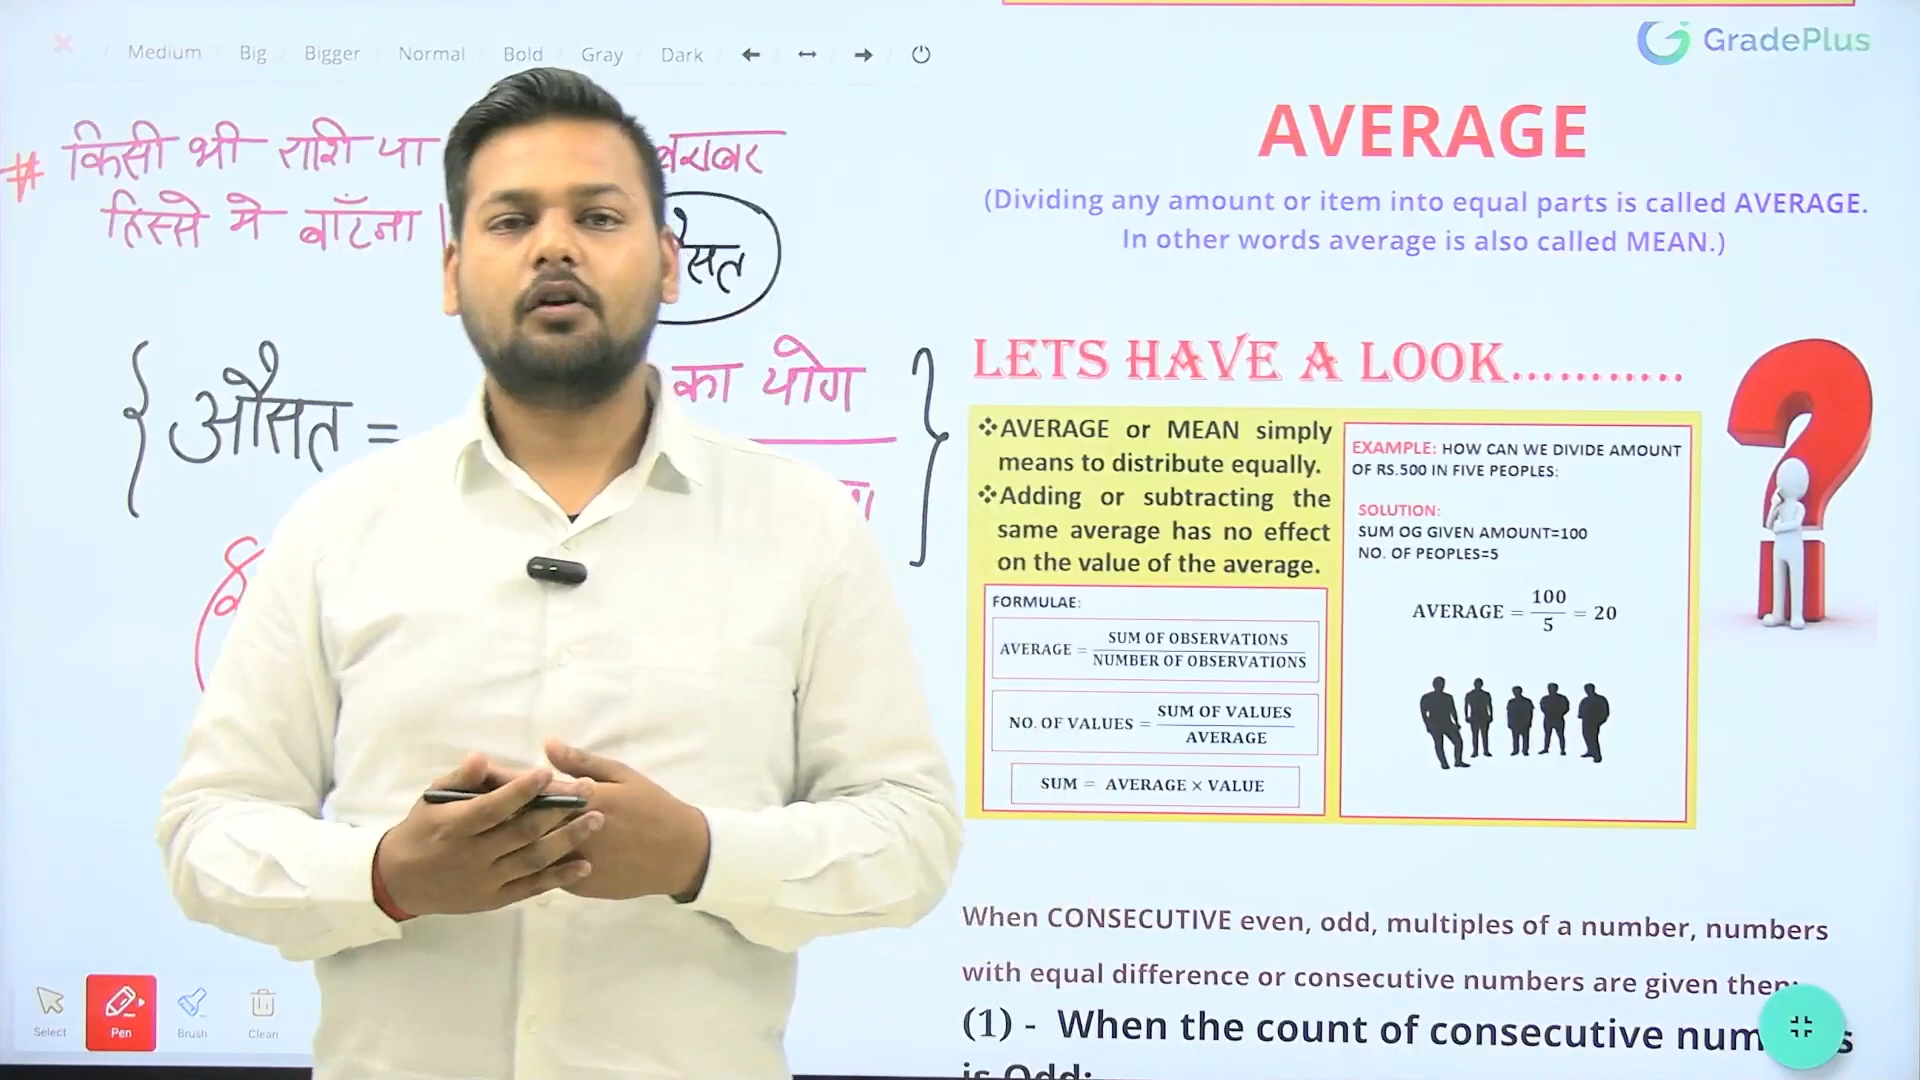 Medium / Big / Bigger / Normal / Bold / Gray / Dark
# किसी भी राशि या
बराबर
हिस्से मे बाँटना |
{ औसत =
का योग }
Select
Pen
Brush
Clean
GradePlus
AVERAGE
(Dividing any amount or item into equal parts is called AVERAGE.
In other words average is also called MEAN.)
LETS HAVE A LOOK...........
❖AVERAGE or MEAN simply
means to distribute equally.
❖Adding or subtracting the
same average has no effect
on the value of the average.
FORMULAE:
AVERAGE = SUM OF OBSERVATIONS
NUMBER OF OBSERVATIONS
NO. OF VALUES = SUM OF VALUES
AVERAGE
SUM = AVERAGE × VALUE
EXAMPLE: HOW CAN WE DIVIDE AMOUNT
OF RS.500 IN FIVE PEOPLES:
SOLUTION:
SUM OG GIVEN AMOUNT=100
NO. OF PEOPLES=5
AVERAGE = 100
5 = 20
When CONSECUTIVE even, odd, multiples of a number, numbers
with equal difference or consecutive numbers are given then:
(1) - When the count of consecutive
is Odd: